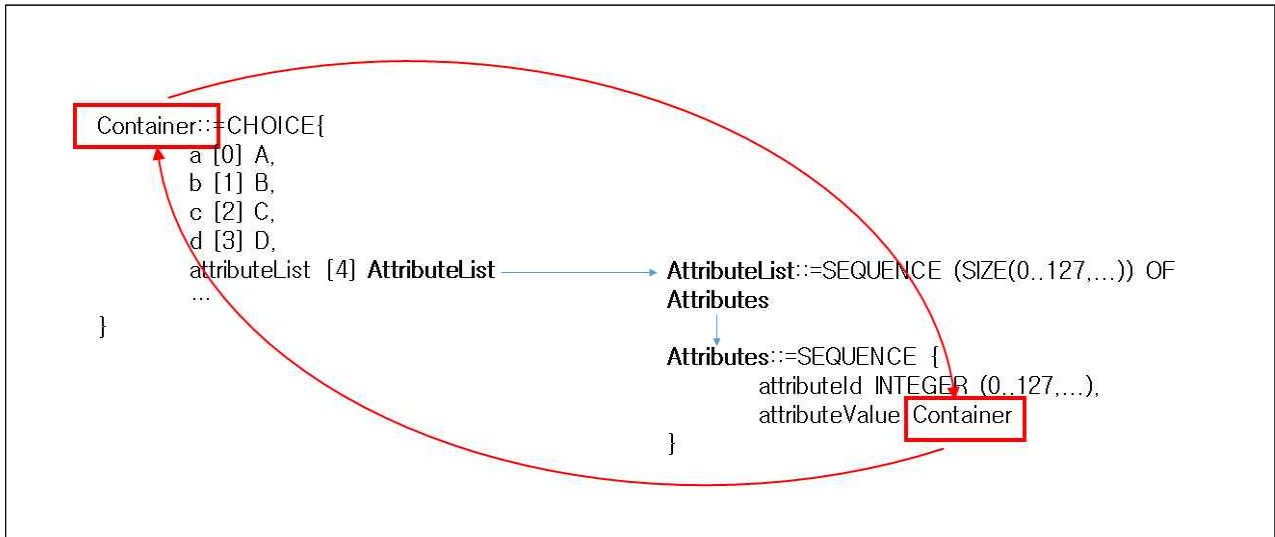 Container::=CHOICE{
a [0] A,
b [1] B,
c [2] C,
d [3] D,
attributeList [4] AttributeList
...
}
AttributeList::=SEQUENCE (SIZE(0..127,...)) OF
Attributes
Attributes::=SEQUENCE {
attributeId INTEGER (0..127,...),
attributeValue Container
}